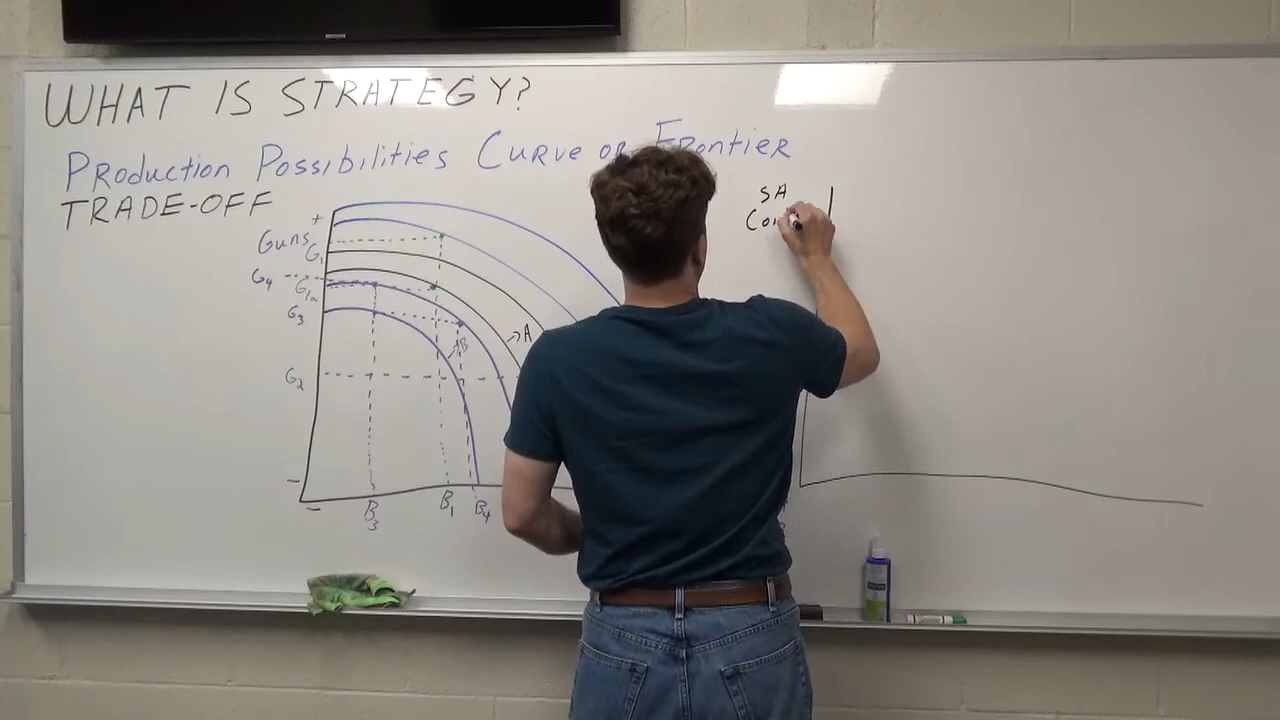 WHAT IS STRATEGY?
PRODUCTION POSSIBILITIES CURVE OR FRONTIER
TRADE-OFF
SA
+
Guns
G1
G4
G1a
G3
A
B
G2
B3
B1
B4